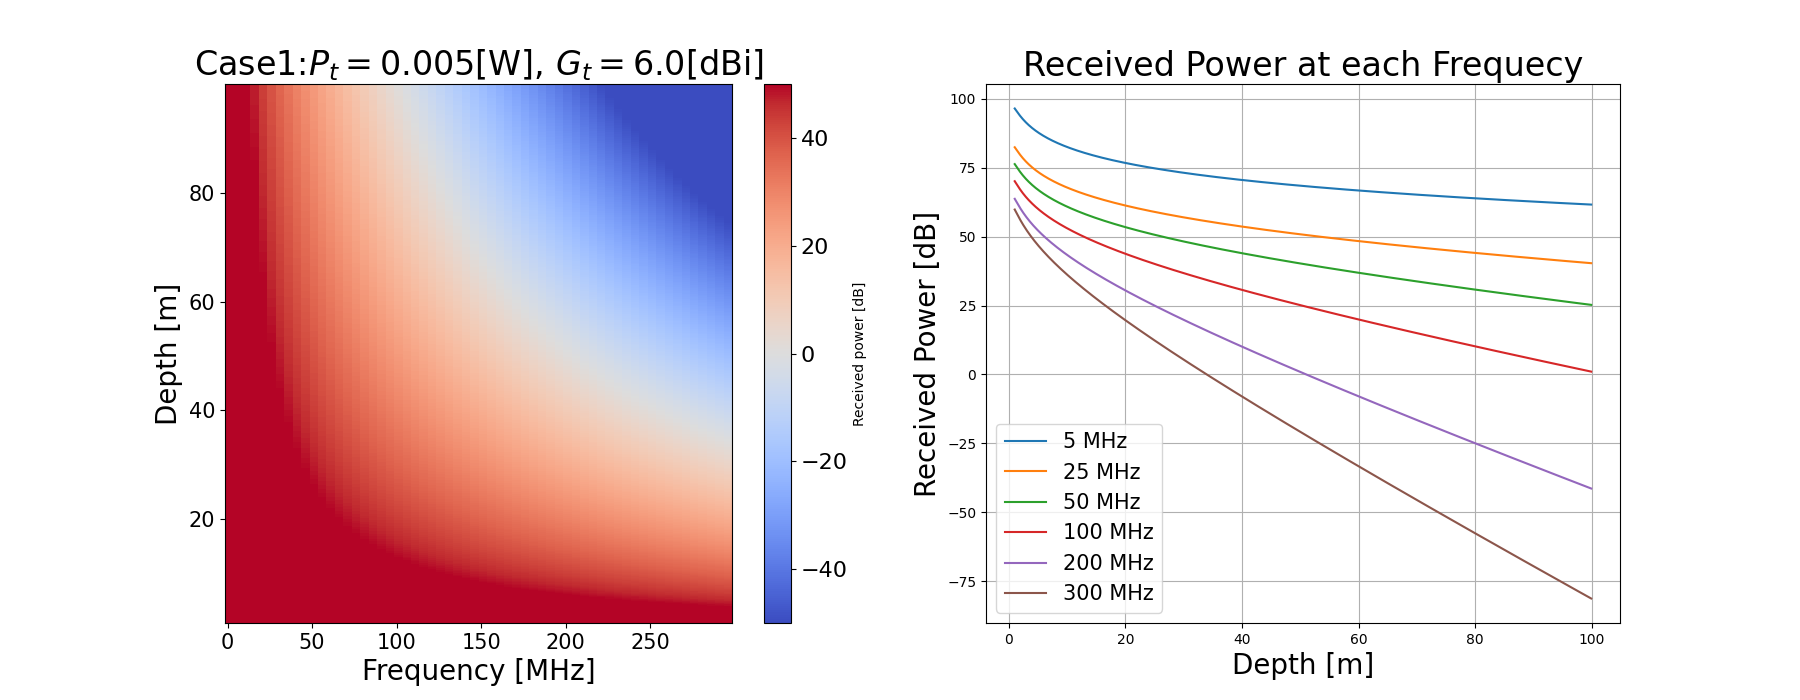 Case1:Pₜ = 0.005[W], Gₜ = 6.0[dBi]
Depth [m]
80
60
40
20
0
50
100
150
200
250
Frequency [MHz]
40
20
0
−20
−40
Received power [dB]
Received Power at each Frequecy
Received Power [dB]
100
75
50
25
0
−25
−50
−75
5 MHz
25 MHz
50 MHz
100 MHz
200 MHz
300 MHz
0
20
40
60
80
100
Depth [m]